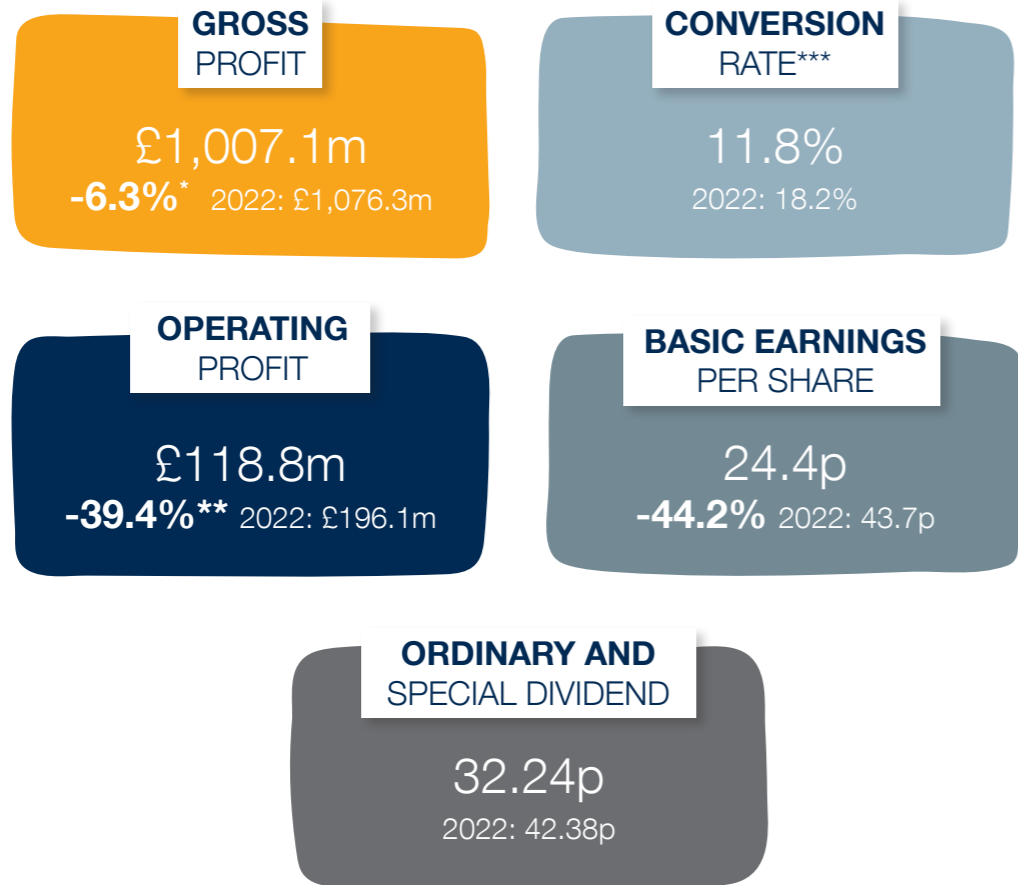 GROSS
PROFIT
£1,007.1m
-6.3%* 2022: £1,076.3m
CONVERSION
RATE***
11.8%
2022: 18.2%
OPERATING
PROFIT
£118.8m
-39.4%** 2022: £196.1m
BASIC EARNINGS
PER SHARE
24.4p
-44.2% 2022: 43.7p
ORDINARY AND
SPECIAL DIVIDEND
32.24p
2022: 42.38p